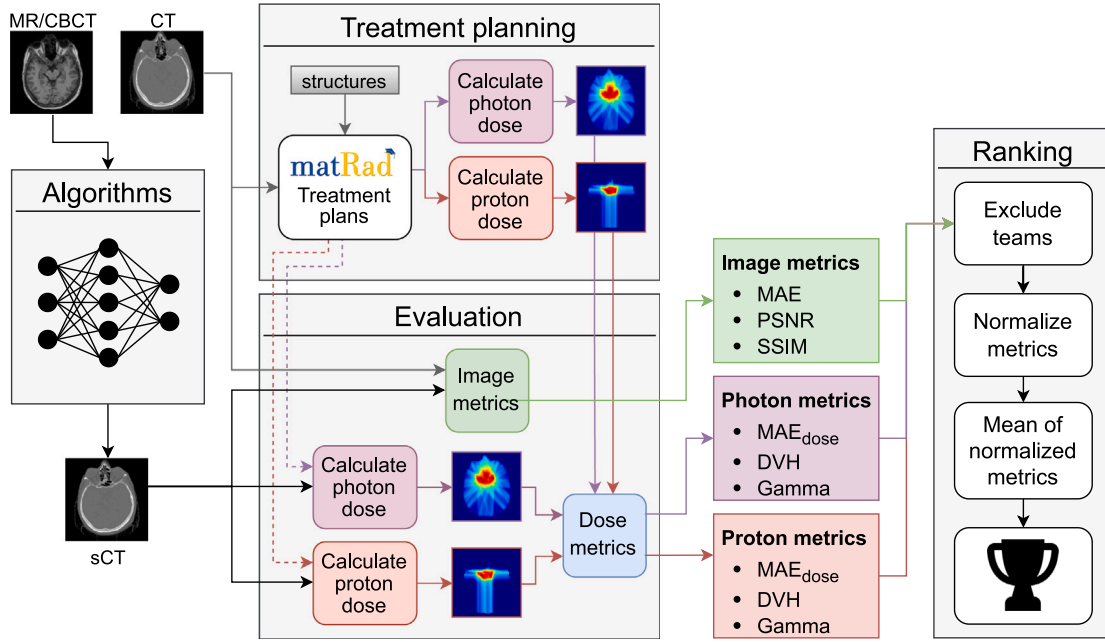 MR/CBCT
CT
Algorithms
sCT
Treatment planning
structures
matRad
Treatment
plans
Calculate
photon
dose
Calculate
proton
dose
Evaluation
Image
metrics
Calculate
photon
dose
Calculate
proton
dose
Dose
metrics
Image metrics
• MAE
• PSNR
• SSIM
Photon metrics
• MAEdose
• DVH
• Gamma
Proton metrics
• MAEdose
• DVH
• Gamma
Ranking
Exclude
teams
Normalize
metrics
Mean of
normalized
metrics